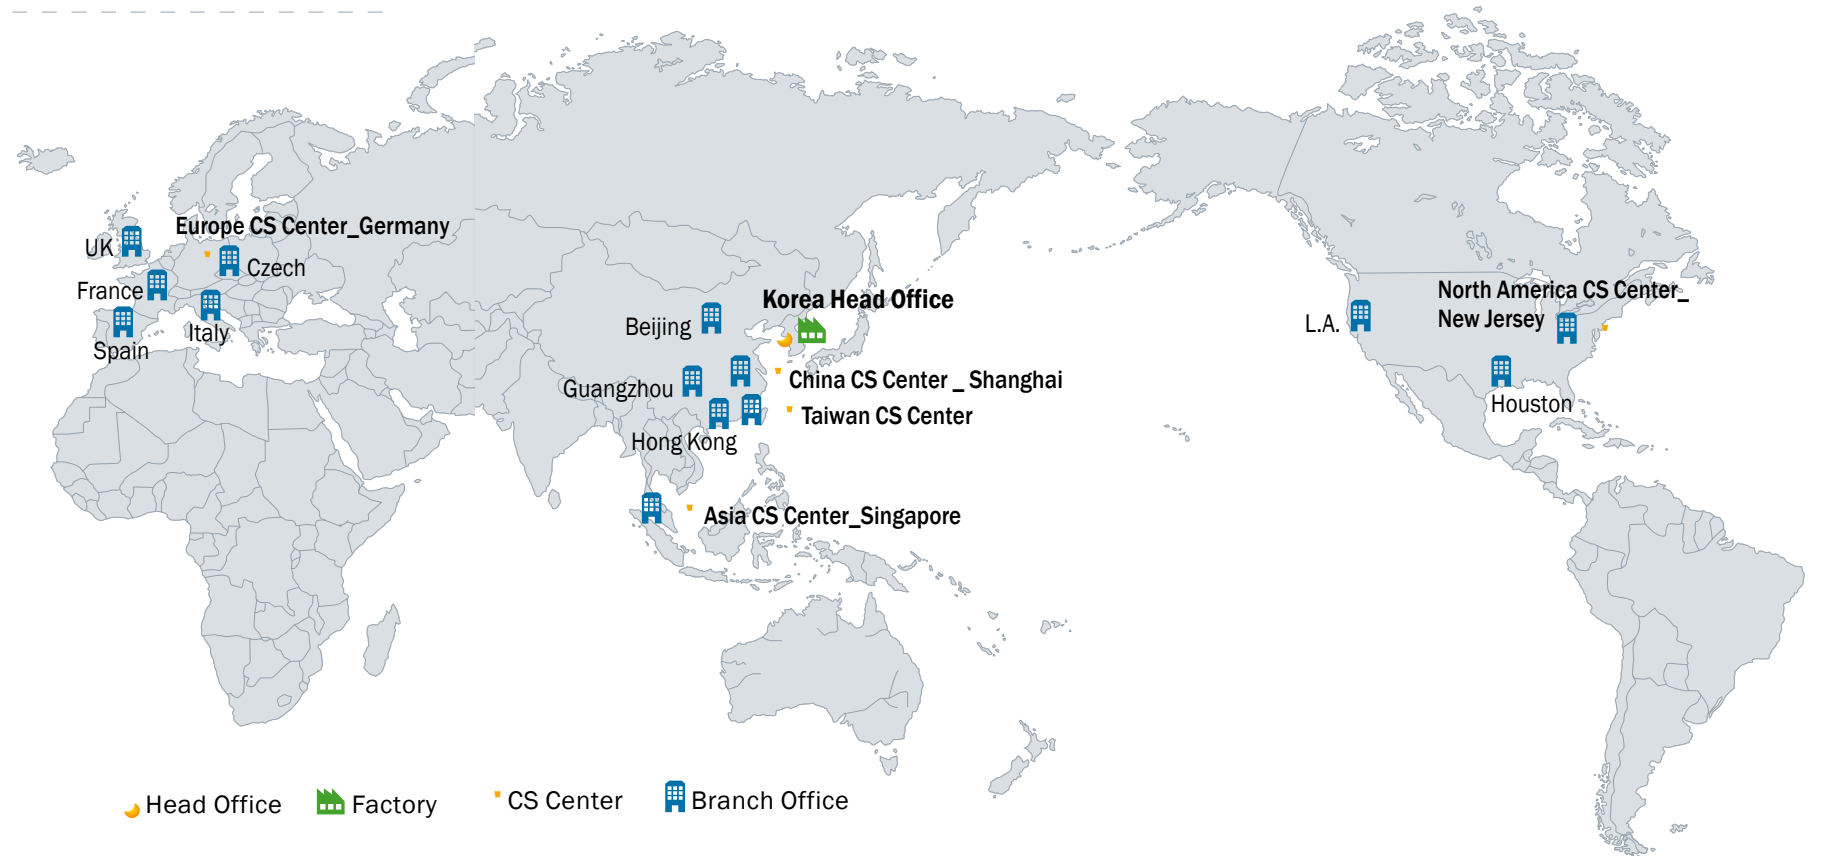 Europe CS Center_Germany
UK
Czech
France
Italy
Spain
Korea Head Office
Beijing
China CS Center _ Shanghai
Guangzhou
Taiwan CS Center
Hong Kong
Asia CS Center_Singapore
North America CS Center_
New Jersey
L.A.
Houston
Head Office
Factory
CS Center
Branch Office